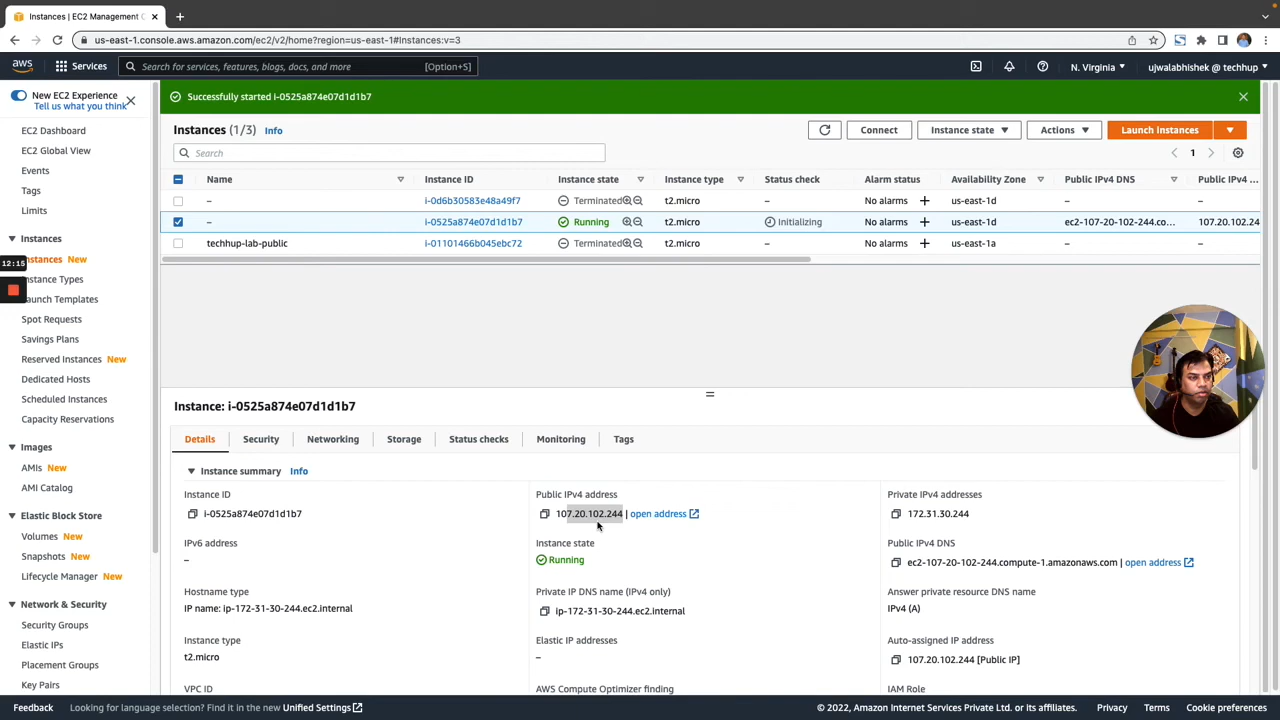 Instances | EC2 Management C
us-east-1.console.aws.amazon.com/ec2/v2/home?region=us-east-1#Instances:v=3
aws
Services
Search for services, features, blogs, docs, and more
[Option+S]
N. Virginia
ujwalabhishek @ techhup
New EC2 Experience
Tell us what you think
EC2 Dashboard
EC2 Global View
Events
Tags
Limits
Instances
Instances New
Instance Types
Launch Templates
Spot Requests
Savings Plans
Reserved Instances New
Dedicated Hosts
Scheduled Instances
Capacity Reservations
Images
AMIs New
AMI Catalog
Elastic Block Store
Volumes New
Snapshots New
Lifecycle Manager New
Network & Security
Security Groups
Elastic IPs
Placement Groups
Key Pairs
12:15
Successfully started i-0525a874e07d1d1b7
Instances (1/3) Info
Connect
Instance state
Actions
Launch instances
Search
1
Name Instance ID Instance state Instance type Status check Alarm status Availability Zone Public IPv4 DNS Public IPv4 ...
– i-0d6b30583e48a49f7 Terminated t2.micro – No alarms + us-east-1d – –
– i-0525a874e07d1d1b7 Running t2.micro Initializing No alarms + us-east-1d ec2-107-20-102-244.co... 107.20.102.24
techhup-lab-public i-01101466b045ebc72 Terminated t2.micro – No alarms + us-east-1a – –
Instance: i-0525a874e07d1d1b7
Details Security Networking Storage Status checks Monitoring Tags
Instance summary Info
Instance ID
i-0525a874e07d1d1b7
Public IPv4 address
107.20.102.244 | open address
Private IPv4 addresses
172.31.30.244
IPv6 address
–
Instance state
Running
Public IPv4 DNS
ec2-107-20-102-244.compute-1.amazonaws.com | open address
Hostname type
IP name: ip-172-31-30-244.ec2.internal
Private IP DNS name (IPv4 only)
ip-172-31-30-244.ec2.internal
Answer private resource DNS name
IPv4 (A)
Instance type
t2.micro
Elastic IP addresses
–
Auto-assigned IP address
107.20.102.244 [Public IP]
VPC ID
AWS Compute Optimizer finding
IAM Role
Feedback
Looking for language selection? Find it in the new Unified Settings
© 2022, Amazon Internet Services Private Ltd. or its affiliates.
Privacy
Terms
Cookie preferences